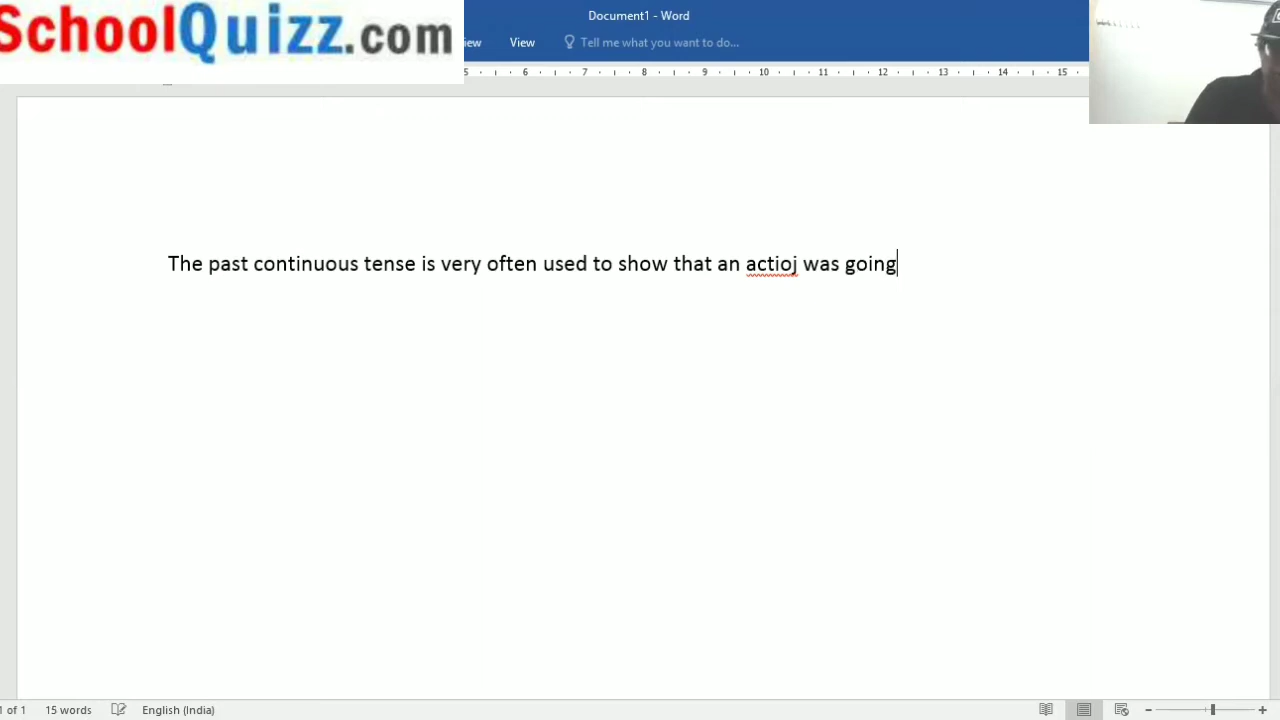 SchoolQuizz.com
Document1 - Word
View
Tell me what you want to do...
5 6 7 8 9 10 11 12 13 14 15
The past continuous tense is very often used to show that an actioj was going
of 1 15 words English (India)